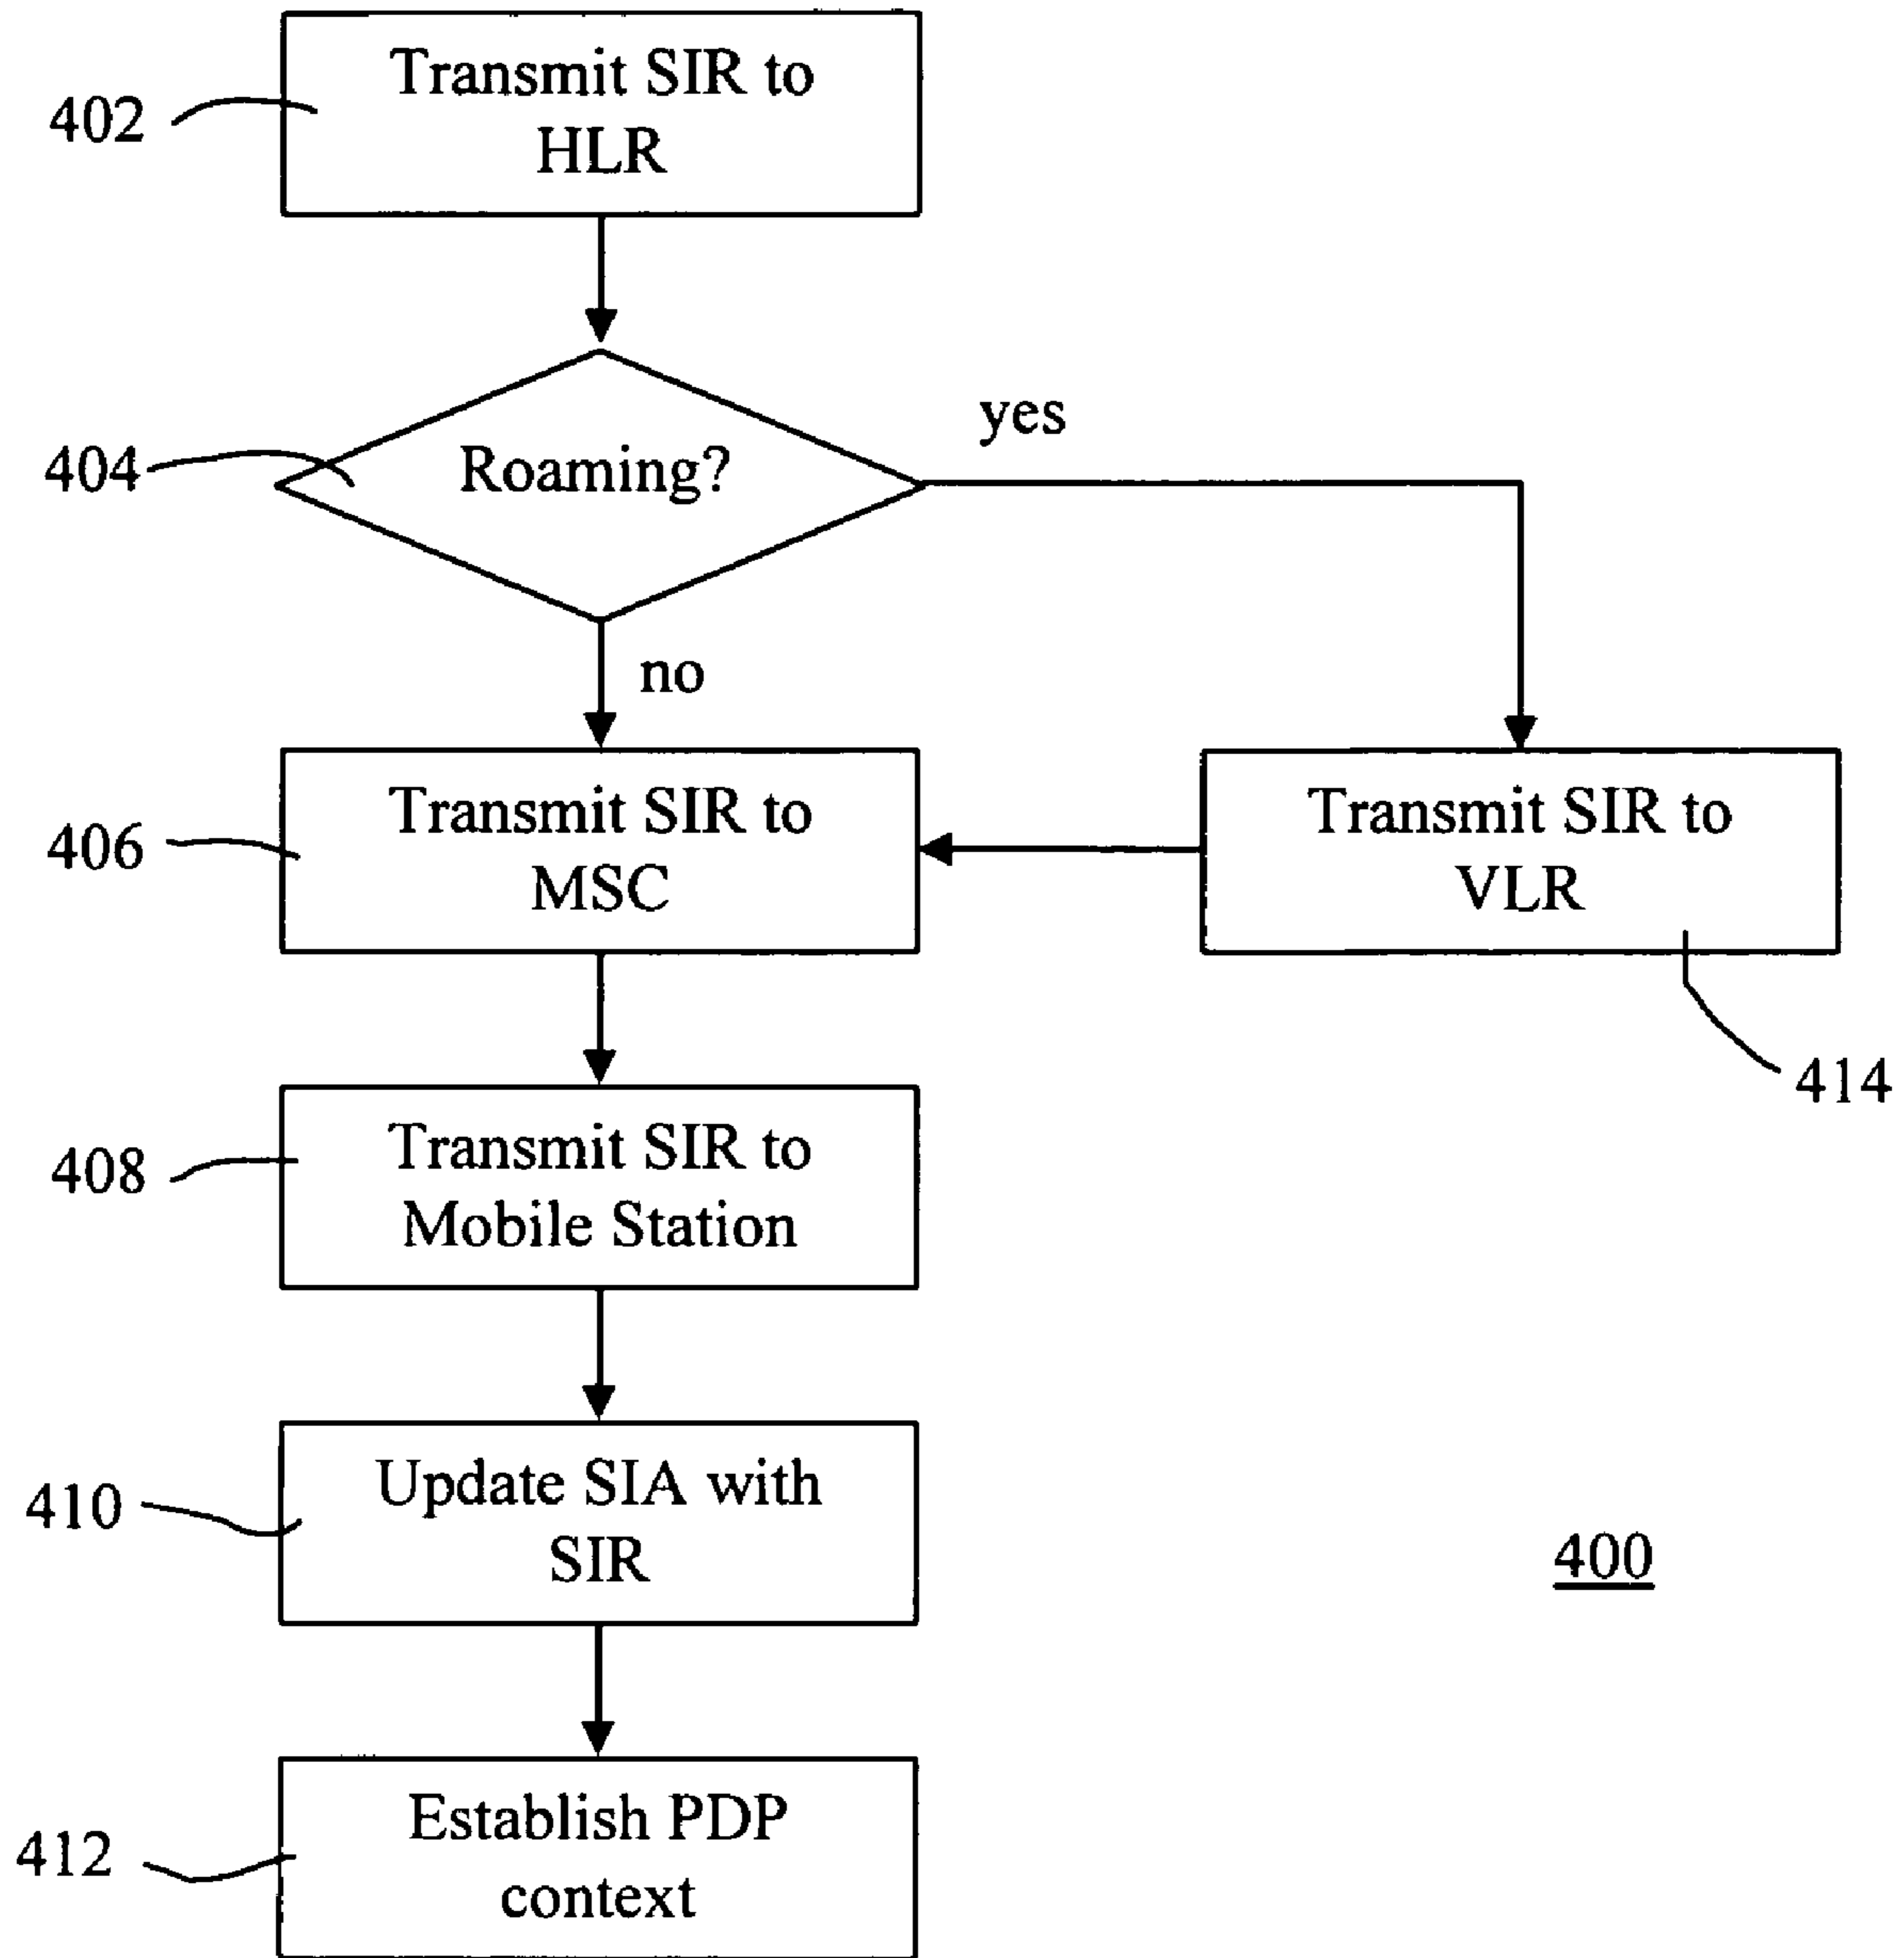 Transmit SIR to
HLR
402
Roaming?
404
yes
no
Transmit SIR to
MSC
406
Transmit SIR to
VLR
414
Transmit SIR to
Mobile Station
408
Update SIA with
SIR
410
400
Establish PDP
context
412